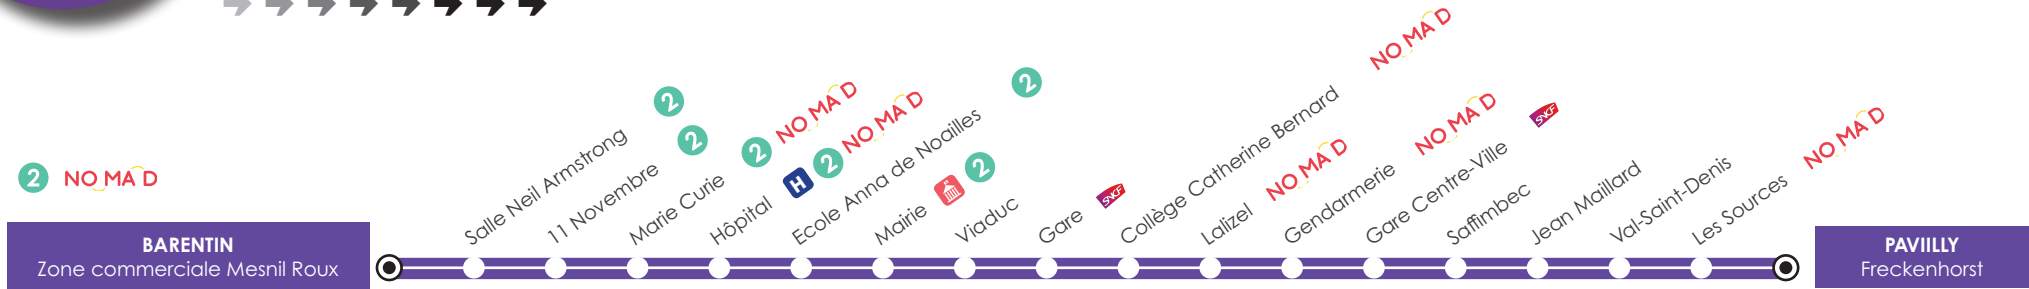 2 NOMAD
BARENTIN
Zone commerciale Mesnil Roux
Salle Neil Armstrong 2
11 Novembre 2
Marie Curie 2 NOMAD
Hôpital H 2 NOMAD
Ecole Anna de Noailles 2
Mairie 2
Viaduc
Gare SNCF
Collège Catherine Bernard NOMAD
Lalizel NOMAD
Gendarmerie NOMAD
Gare Centre-Ville SNCF
Saffimbec
Jean Maillard
Val-Saint-Denis
Les Sources NOMAD
PAVIILLY
Freckenhorst